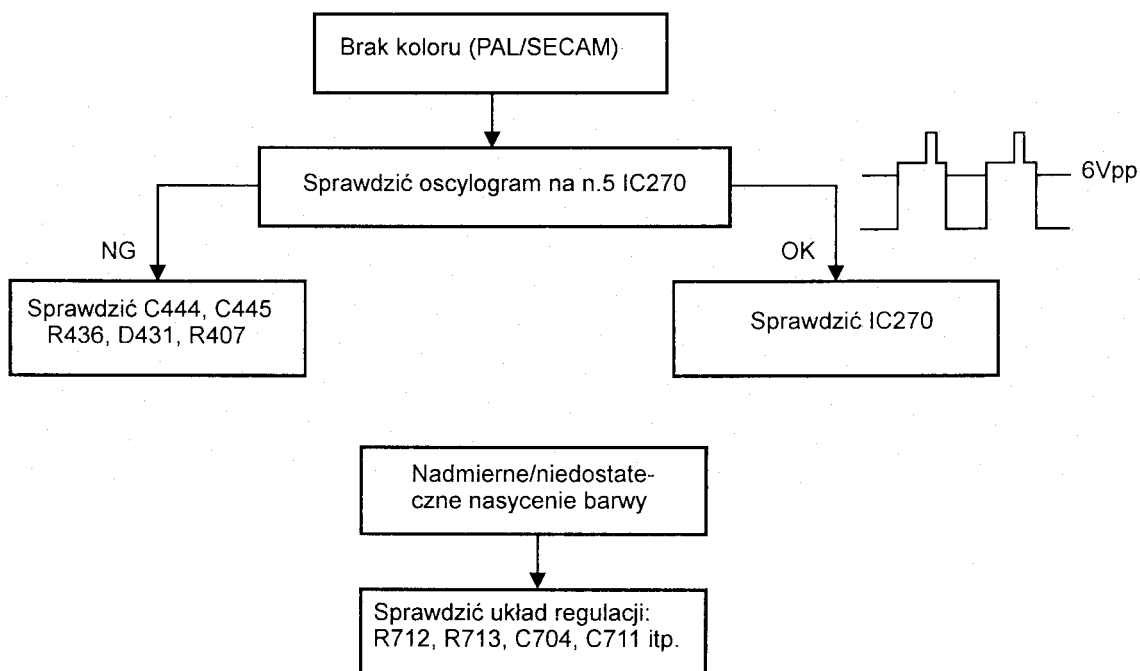 Brak koloru (PAL/SECAM)
Sprawdzić oscylogram na n.5 IC270
6Vpp
NG
OK
Sprawdzić C444, C445
R436, D431, R407
Sprawdzić IC270
Nadmierne/niedostate-
czne nasycenie barwy
Sprawdzić układ regulacji:
R712, R713, C704, C711 itp.